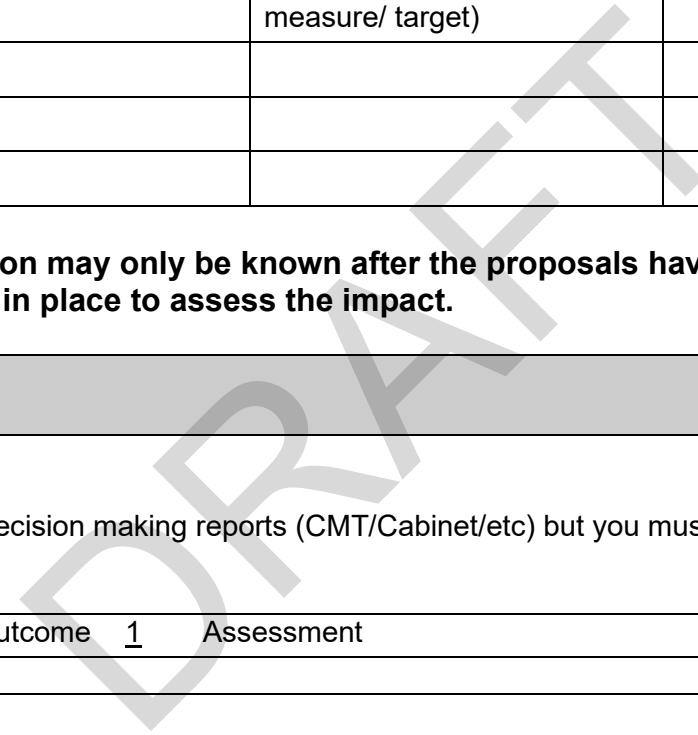 measure/ target)
on may only be known after the proposals hav
in place to assess the impact.
ecision making reports (CMT/Cabinet/etc) but you mus
utcome 1 Assessment
DRAFT